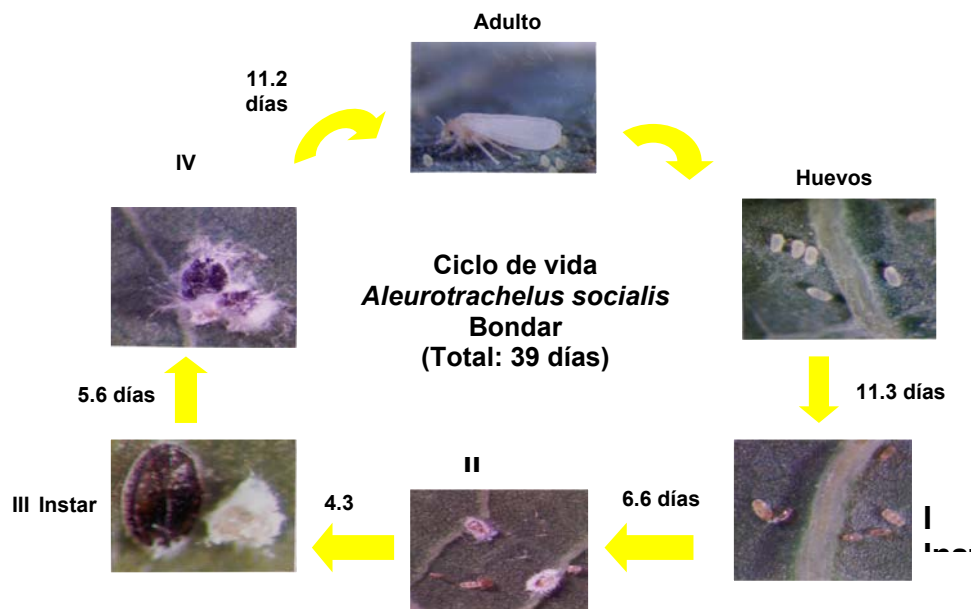 Adulto
11.2
días
IV
Huevos
Ciclo de vida
Aleurotrachelus socialis
Bondar
(Total: 39 días)
5.6 días
11.3 días
II
III Instar
4.3
6.6 días
I